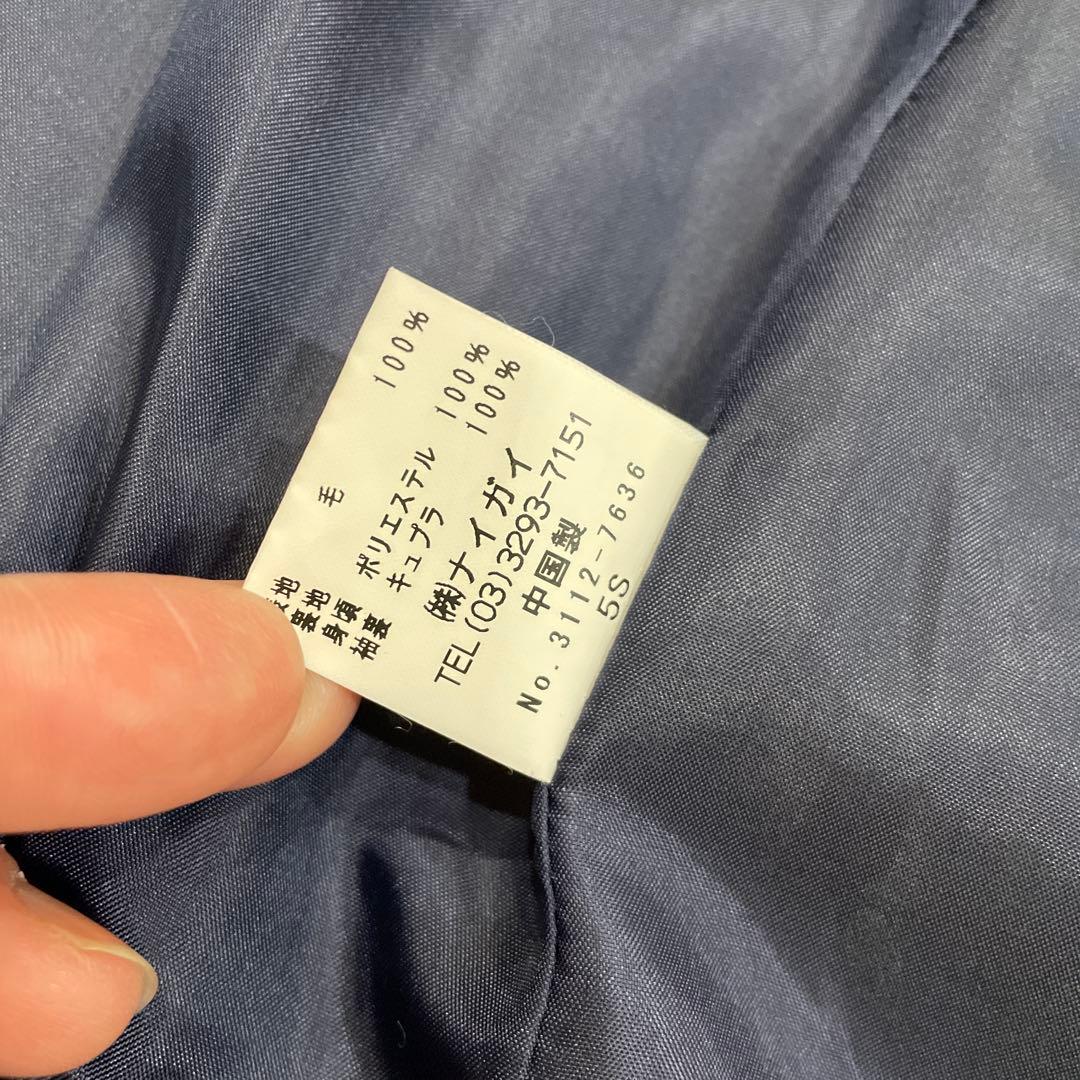 表地 毛 100%
裏地
身頃 ポリエステル 100%
袖裏 キュプラ 100%
㈱ナイガイ
TEL(03)3293-7151
中国製
No.3112-7636
5S